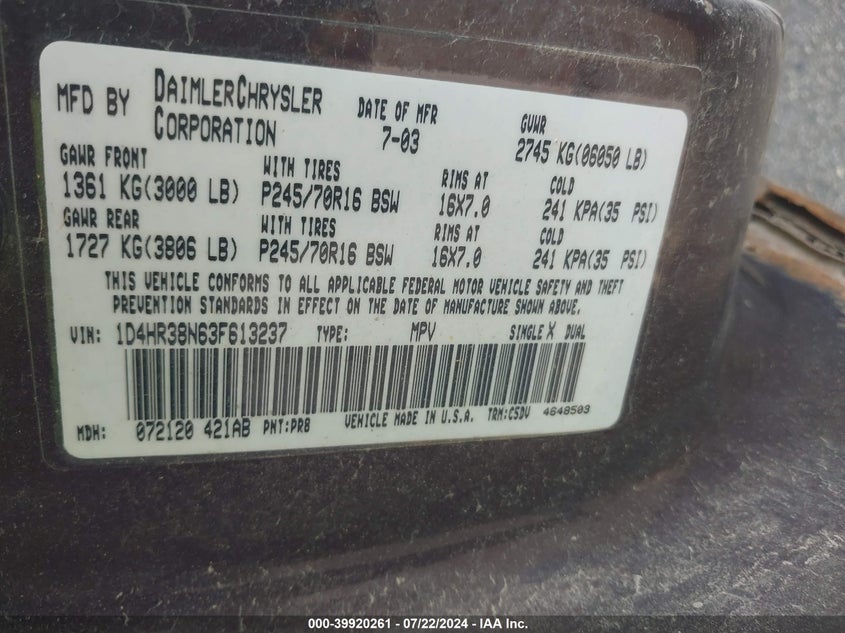 MFD BY DAIMLERCHRYSLER CORPORATION DATE OF MFR 7-03 GVWR 2745 KG(06050 LB)
GAWR FRONT WITH TIRES RIMS AT COLD
1361 KG(3000 LB) P245/70R16 BSW 16X7.0 241 KPA(35 PSI)
GAWR REAR WITH TIRES RIMS AT COLD
1727 KG(3806 LB) P245/70R16 BSW 16X7.0 241 KPA(35 PSI)
THIS VEHICLE CONFORMS TO ALL APPLICABLE FEDERAL MOTOR VEHICLE SAFETY AND THEFT
PREVENTION STANDARDS IN EFFECT ON THE DATE OF MANUFACTURE SHOWN ABOVE.
VIN: 1D4HR38N63F613237 TYPE: MPV SINGLE X DUAL
MDH: 072120 421AB PNT:PR8 VEHICLE MADE IN U.S.A. TRM:C5DV 4648503
000-39920261 - 07/22/2024 - IAA Inc.